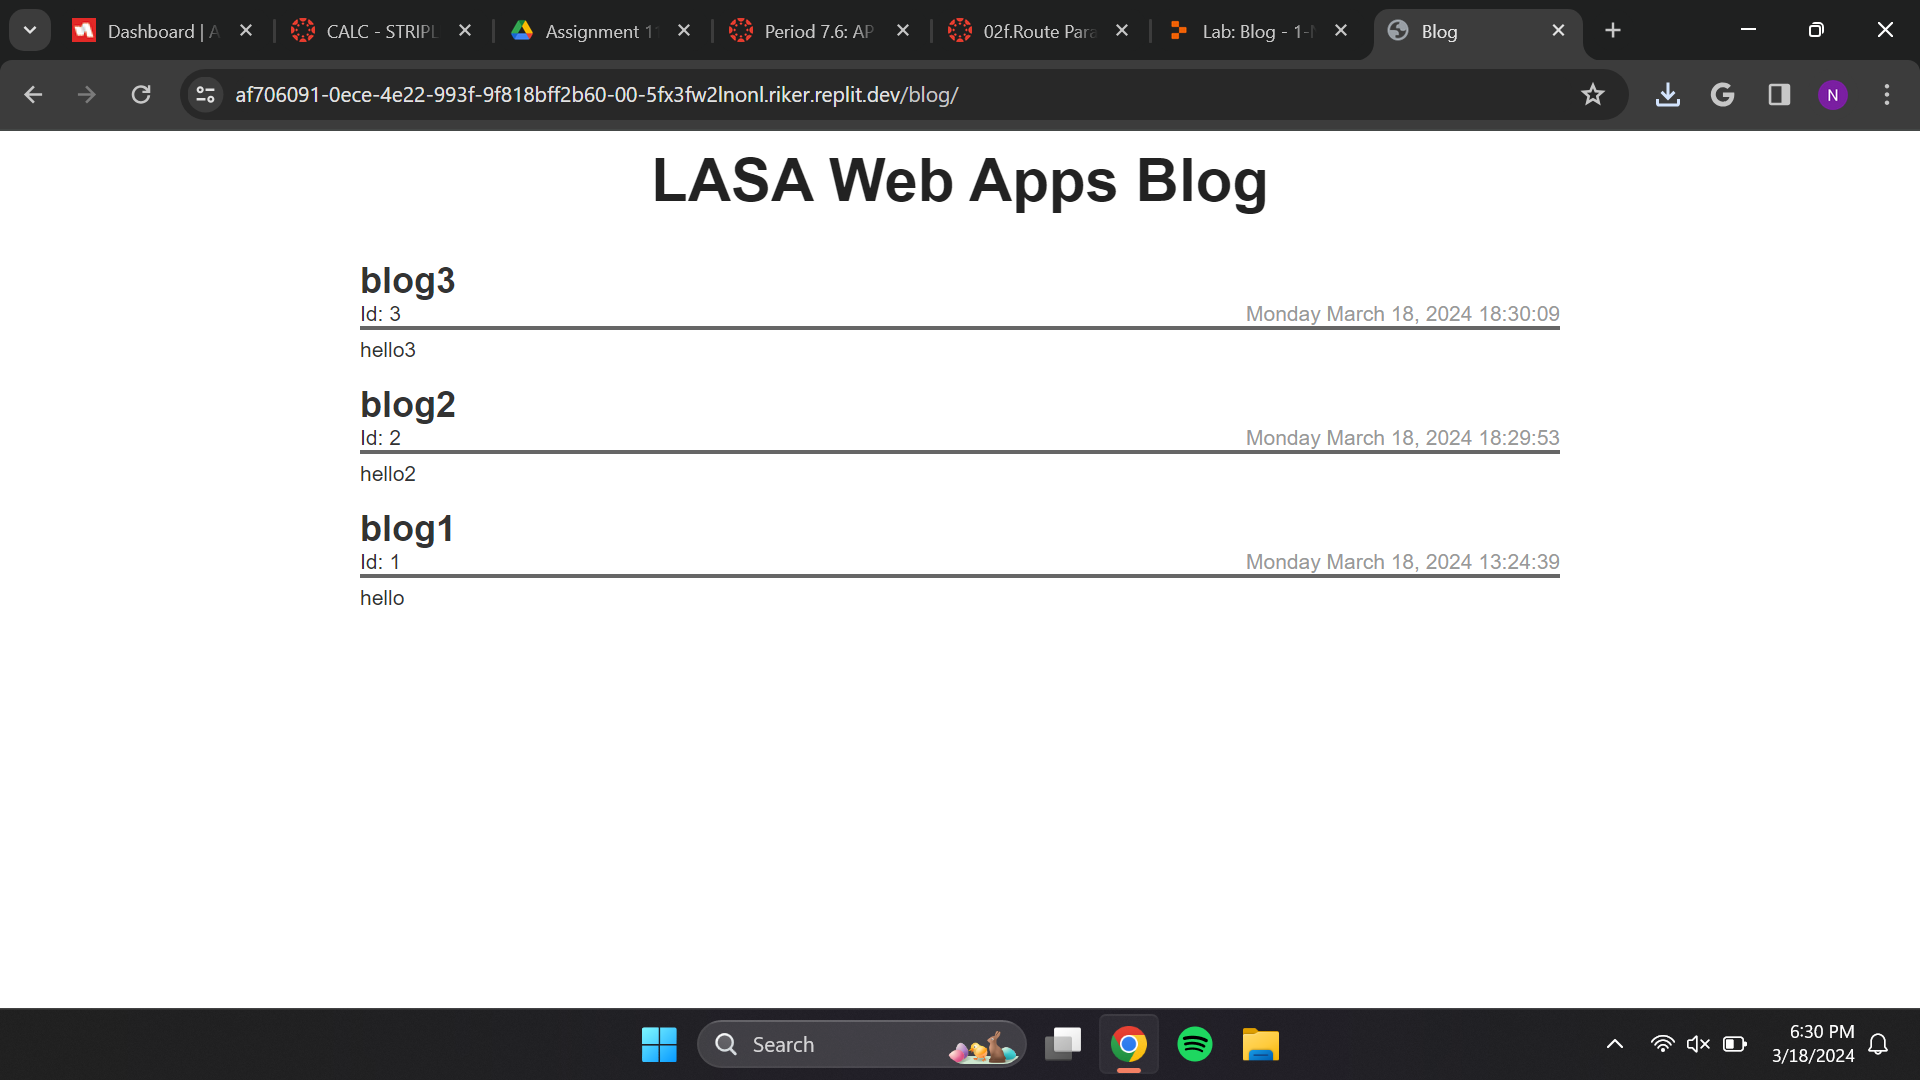 Dashboard | A
CALC - STRIPL
Assignment 11
Period 7.6: AP
02f.Route Para
Lab: Blog - 1-N
Blog
af706091-0ece-4e22-993f-9f818bff2b60-00-5fx3fw2lnonl.riker.replit.dev/blog/
N
LASA Web Apps Blog
blog3
Id: 3 Monday March 18, 2024 18:30:09
hello3
blog2
Id: 2 Monday March 18, 2024 18:29:53
hello2
blog1
Id: 1 Monday March 18, 2024 13:24:39
hello
Search
6:30 PM
3/18/2024